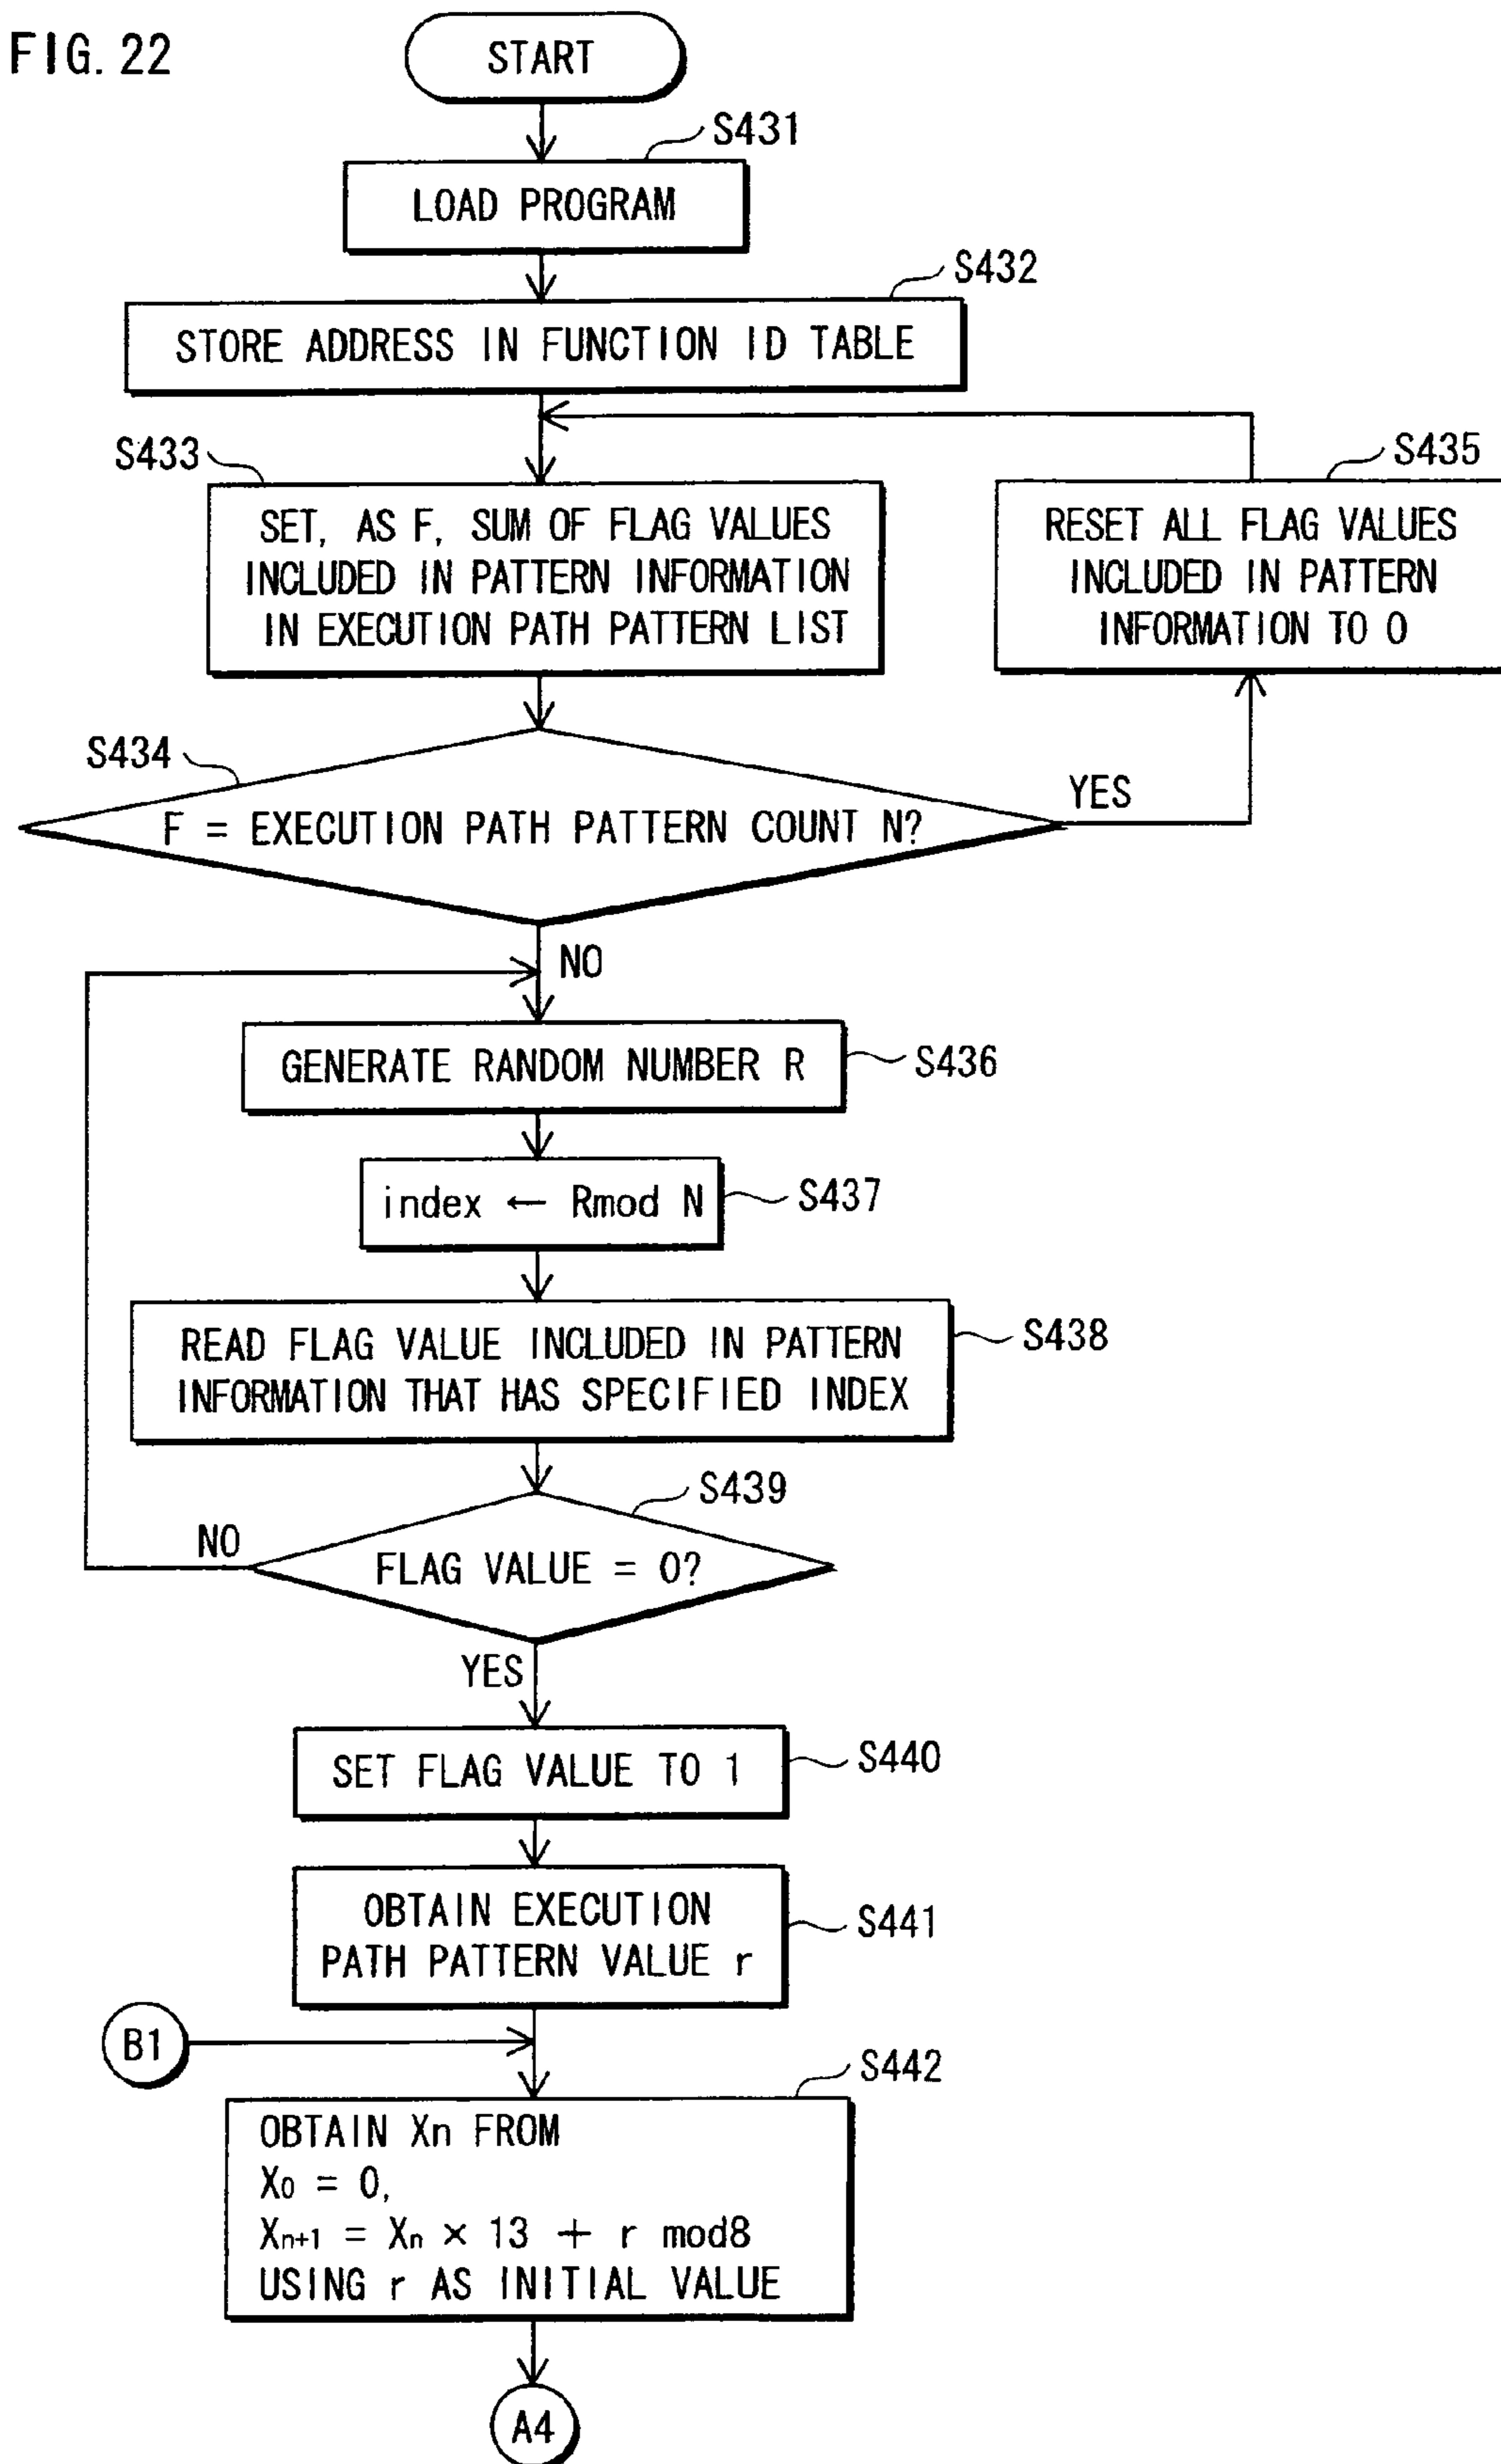 FIG. 22
START
S431
LOAD PROGRAM
S432
STORE ADDRESS IN FUNCTION ID TABLE
S433
SET, AS F, SUM OF FLAG VALUES
INCLUDED IN PATTERN INFORMATION
IN EXECUTION PATH PATTERN LIST
S435
RESET ALL FLAG VALUES
INCLUDED IN PATTERN
INFORMATION TO 0
S434
F = EXECUTION PATH PATTERN COUNT N?
YES
NO
GENERATE RANDOM NUMBER R
S436
index ← Rmod N
S437
READ FLAG VALUE INCLUDED IN PATTERN
INFORMATION THAT HAS SPECIFIED INDEX
S438
S439
FLAG VALUE = 0?
NO
YES
SET FLAG VALUE TO 1
S440
OBTAIN EXECUTION
PATH PATTERN VALUE r
S441
B1
S442
OBTAIN Xn FROM
X₀ = 0,
Xₙ₊₁ = Xₙ × 13 + r mod8
USING r AS INITIAL VALUE
A4